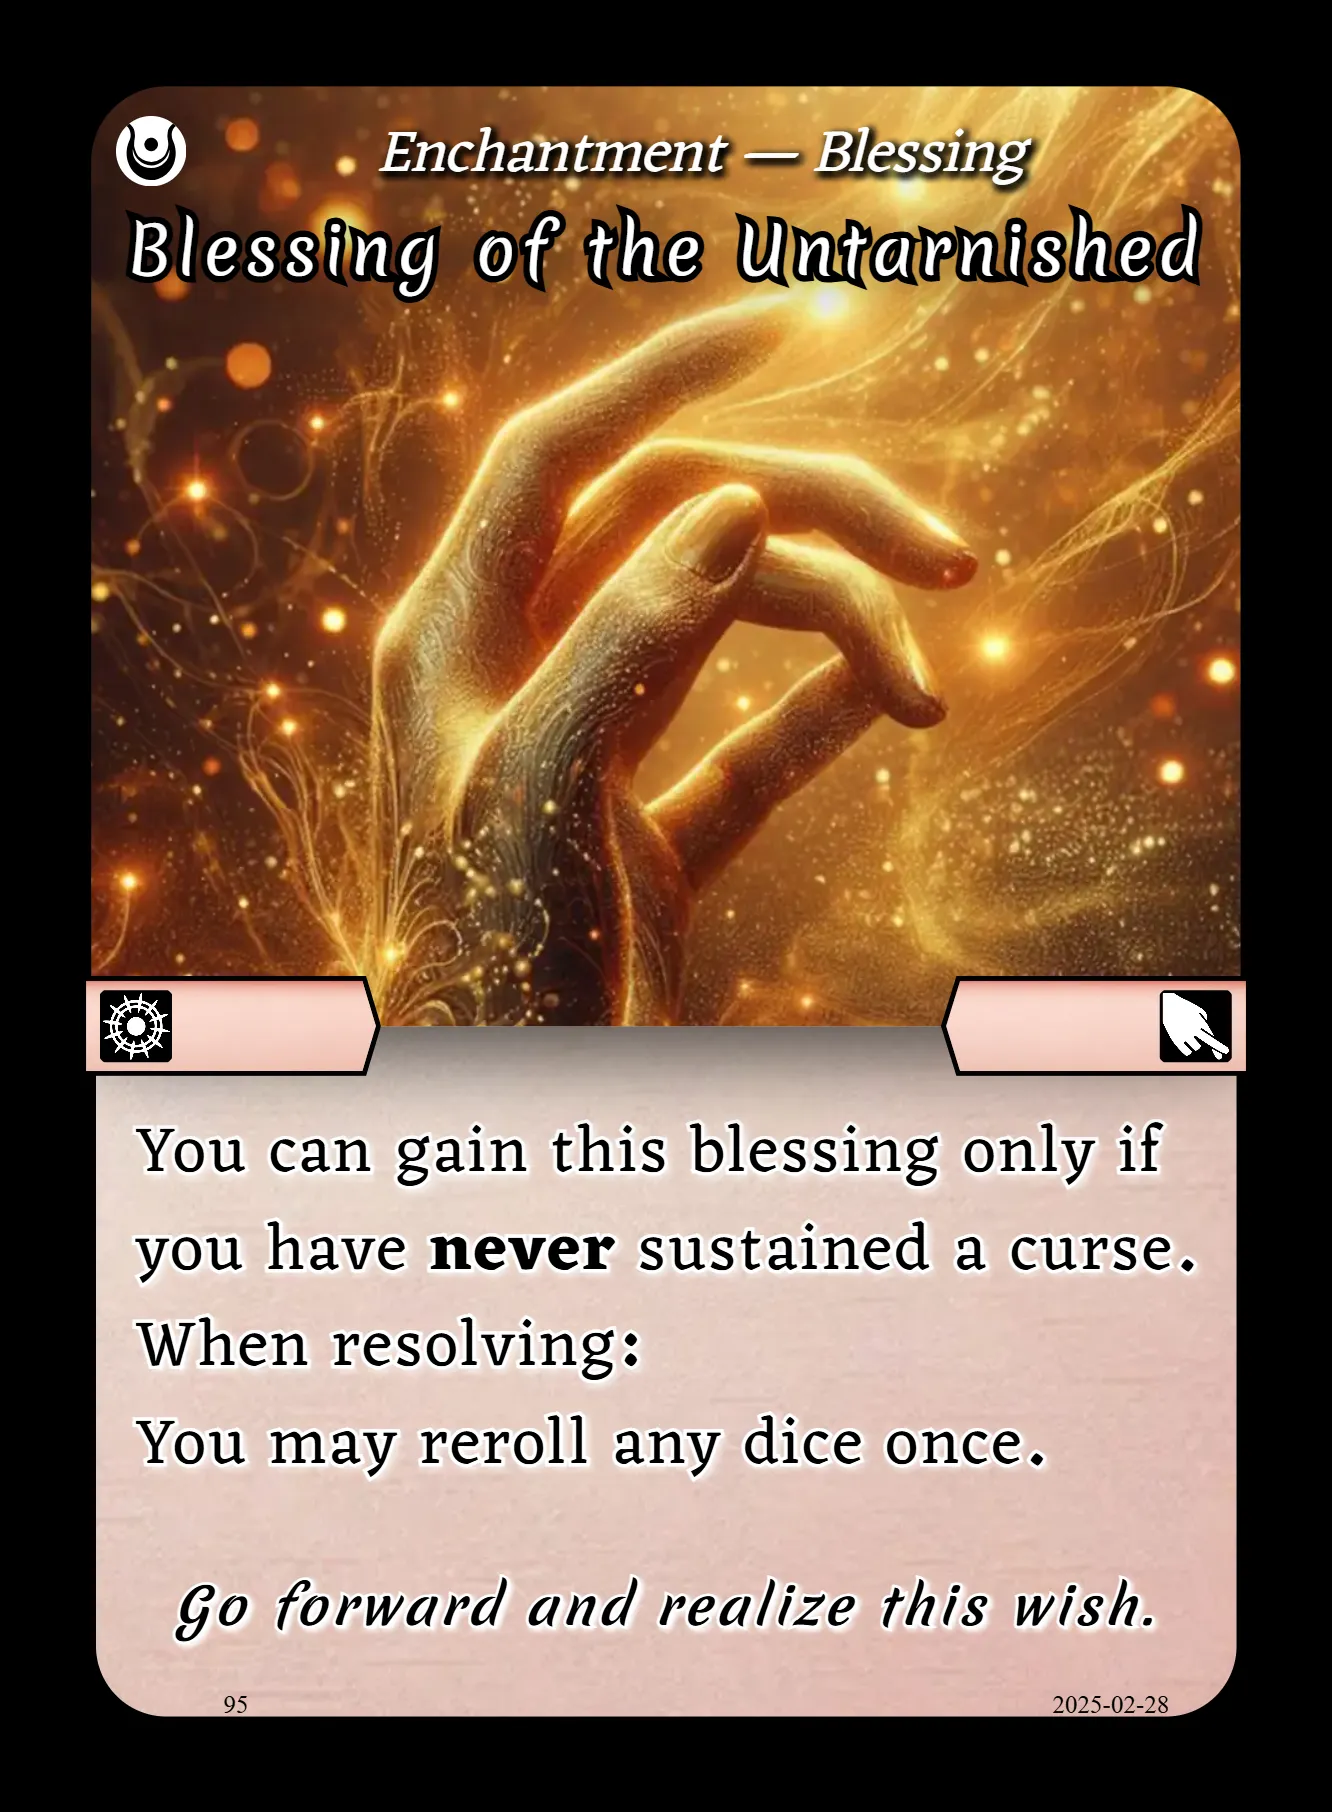 Enchantment — Blessing
Blessing of the Untarnished
You can gain this blessing only if
you have never sustained a curse.
When resolving:
You may reroll any dice once.
Go forward and realize this wish.
95
2025-02-28